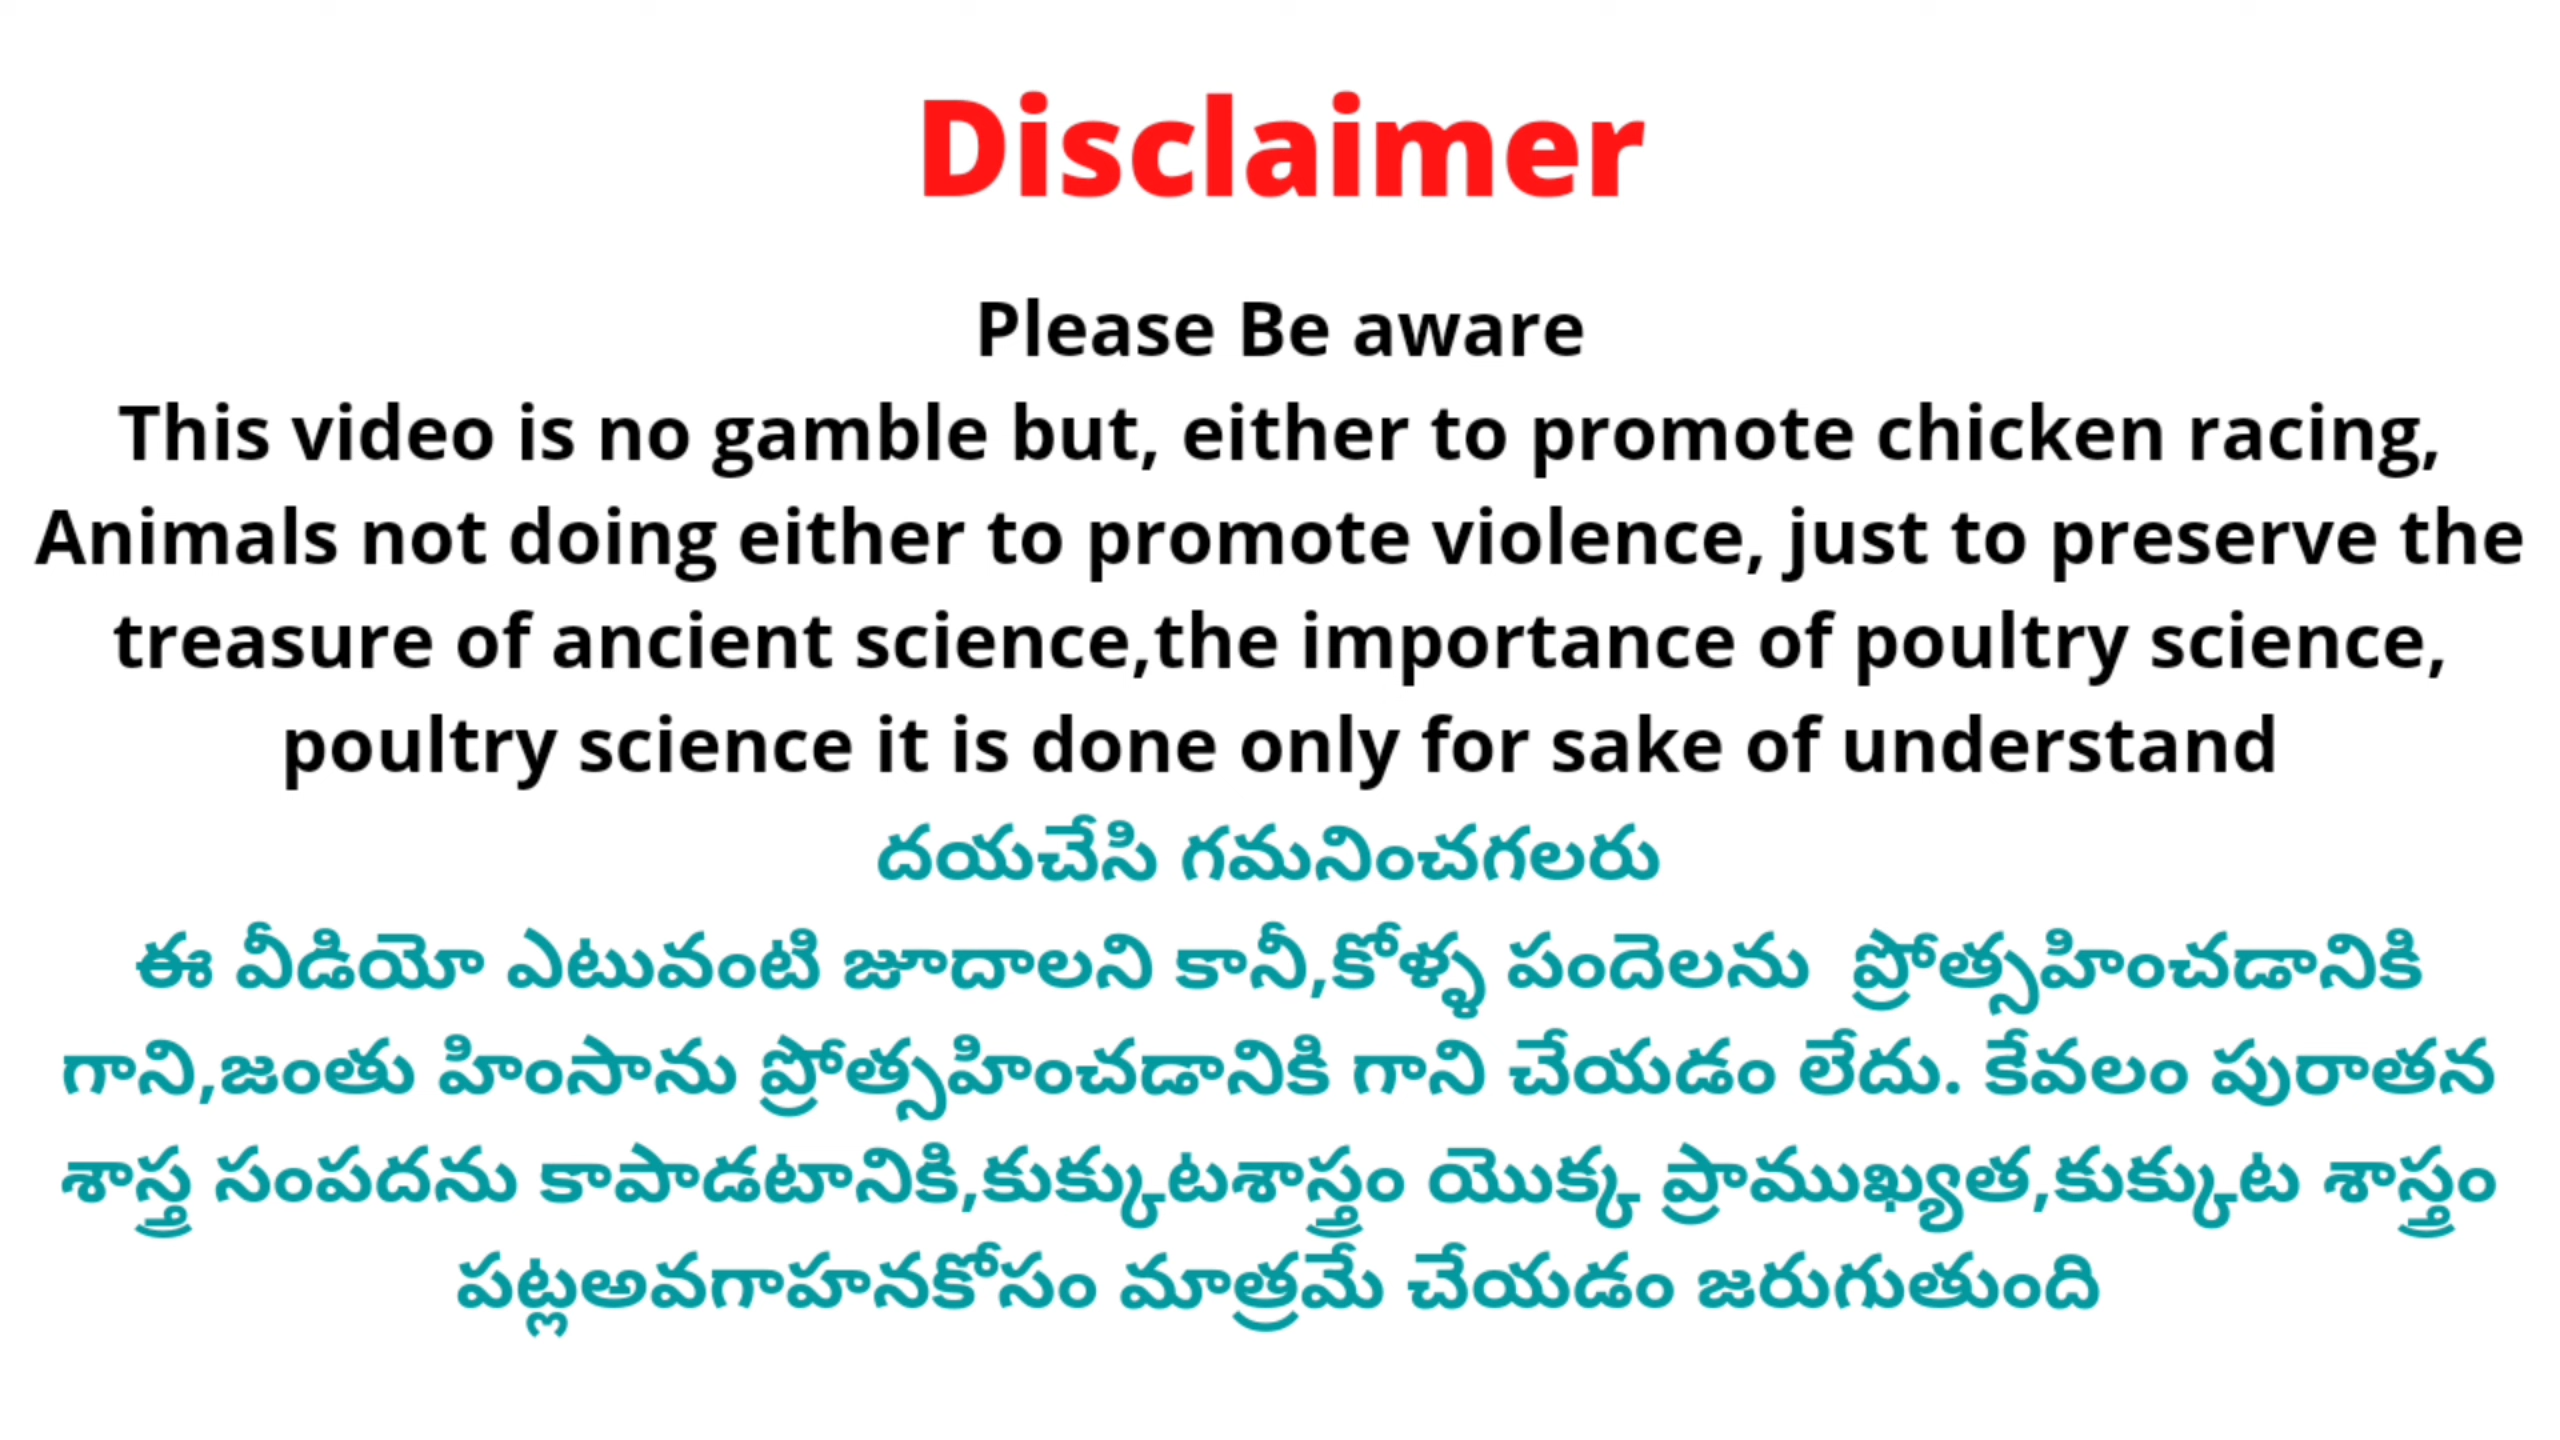 Disclaimer
Please Be aware
This video is no gamble but, either to promote chicken racing,
Animals not doing either to promote violence, just to preserve the
treasure of ancient science,the importance of poultry science,
poultry science it is done only for sake of understand
దయచేసి గమనించగలరు
ఈ వీడియో ఎటువంటి జూదాలని కానీ,కోళ్ళ పందెలను ప్రోత్సహించడానికి
గాని,జంతు హింసాను ప్రోత్సహించడానికి గాని చేయడం లేదు. కేవలం పురాతన
శాస్త్ర సంపదను కాపాడటానికి,కుక్కుటశాస్త్రం యొక్క ప్రాముఖ్యత,కుక్కుట శాస్త్రం
పట్లఅవగాహనకోసం మాత్రమే చేయడం జరుగుతుంది